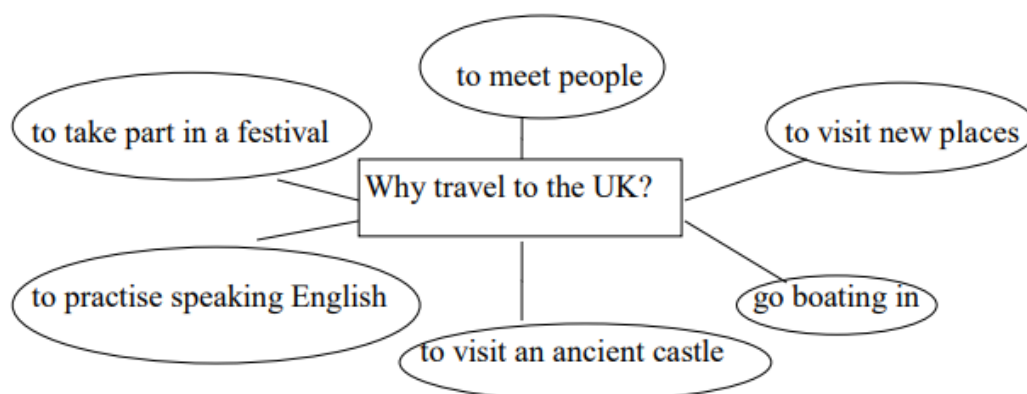 to meet people
to take part in a festival
to visit new places
Why travel to the UK?
to practise speaking English
go boating in
to visit an ancient castle